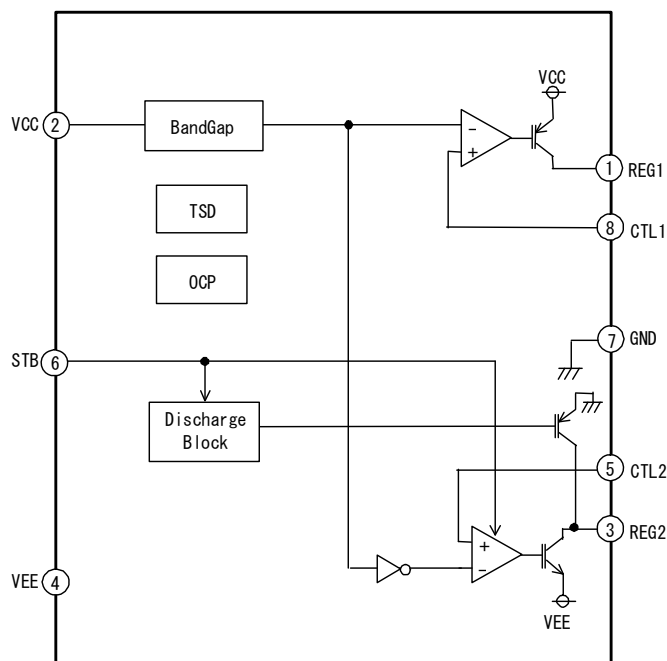 VCC
VCC 2 BandGap - +
1 REG1
TSD
8 CTL1
OCP
7 GND
STB 6
Discharge
Block
5 CTL2
+ -
3 REG2
VEE 4
VEE